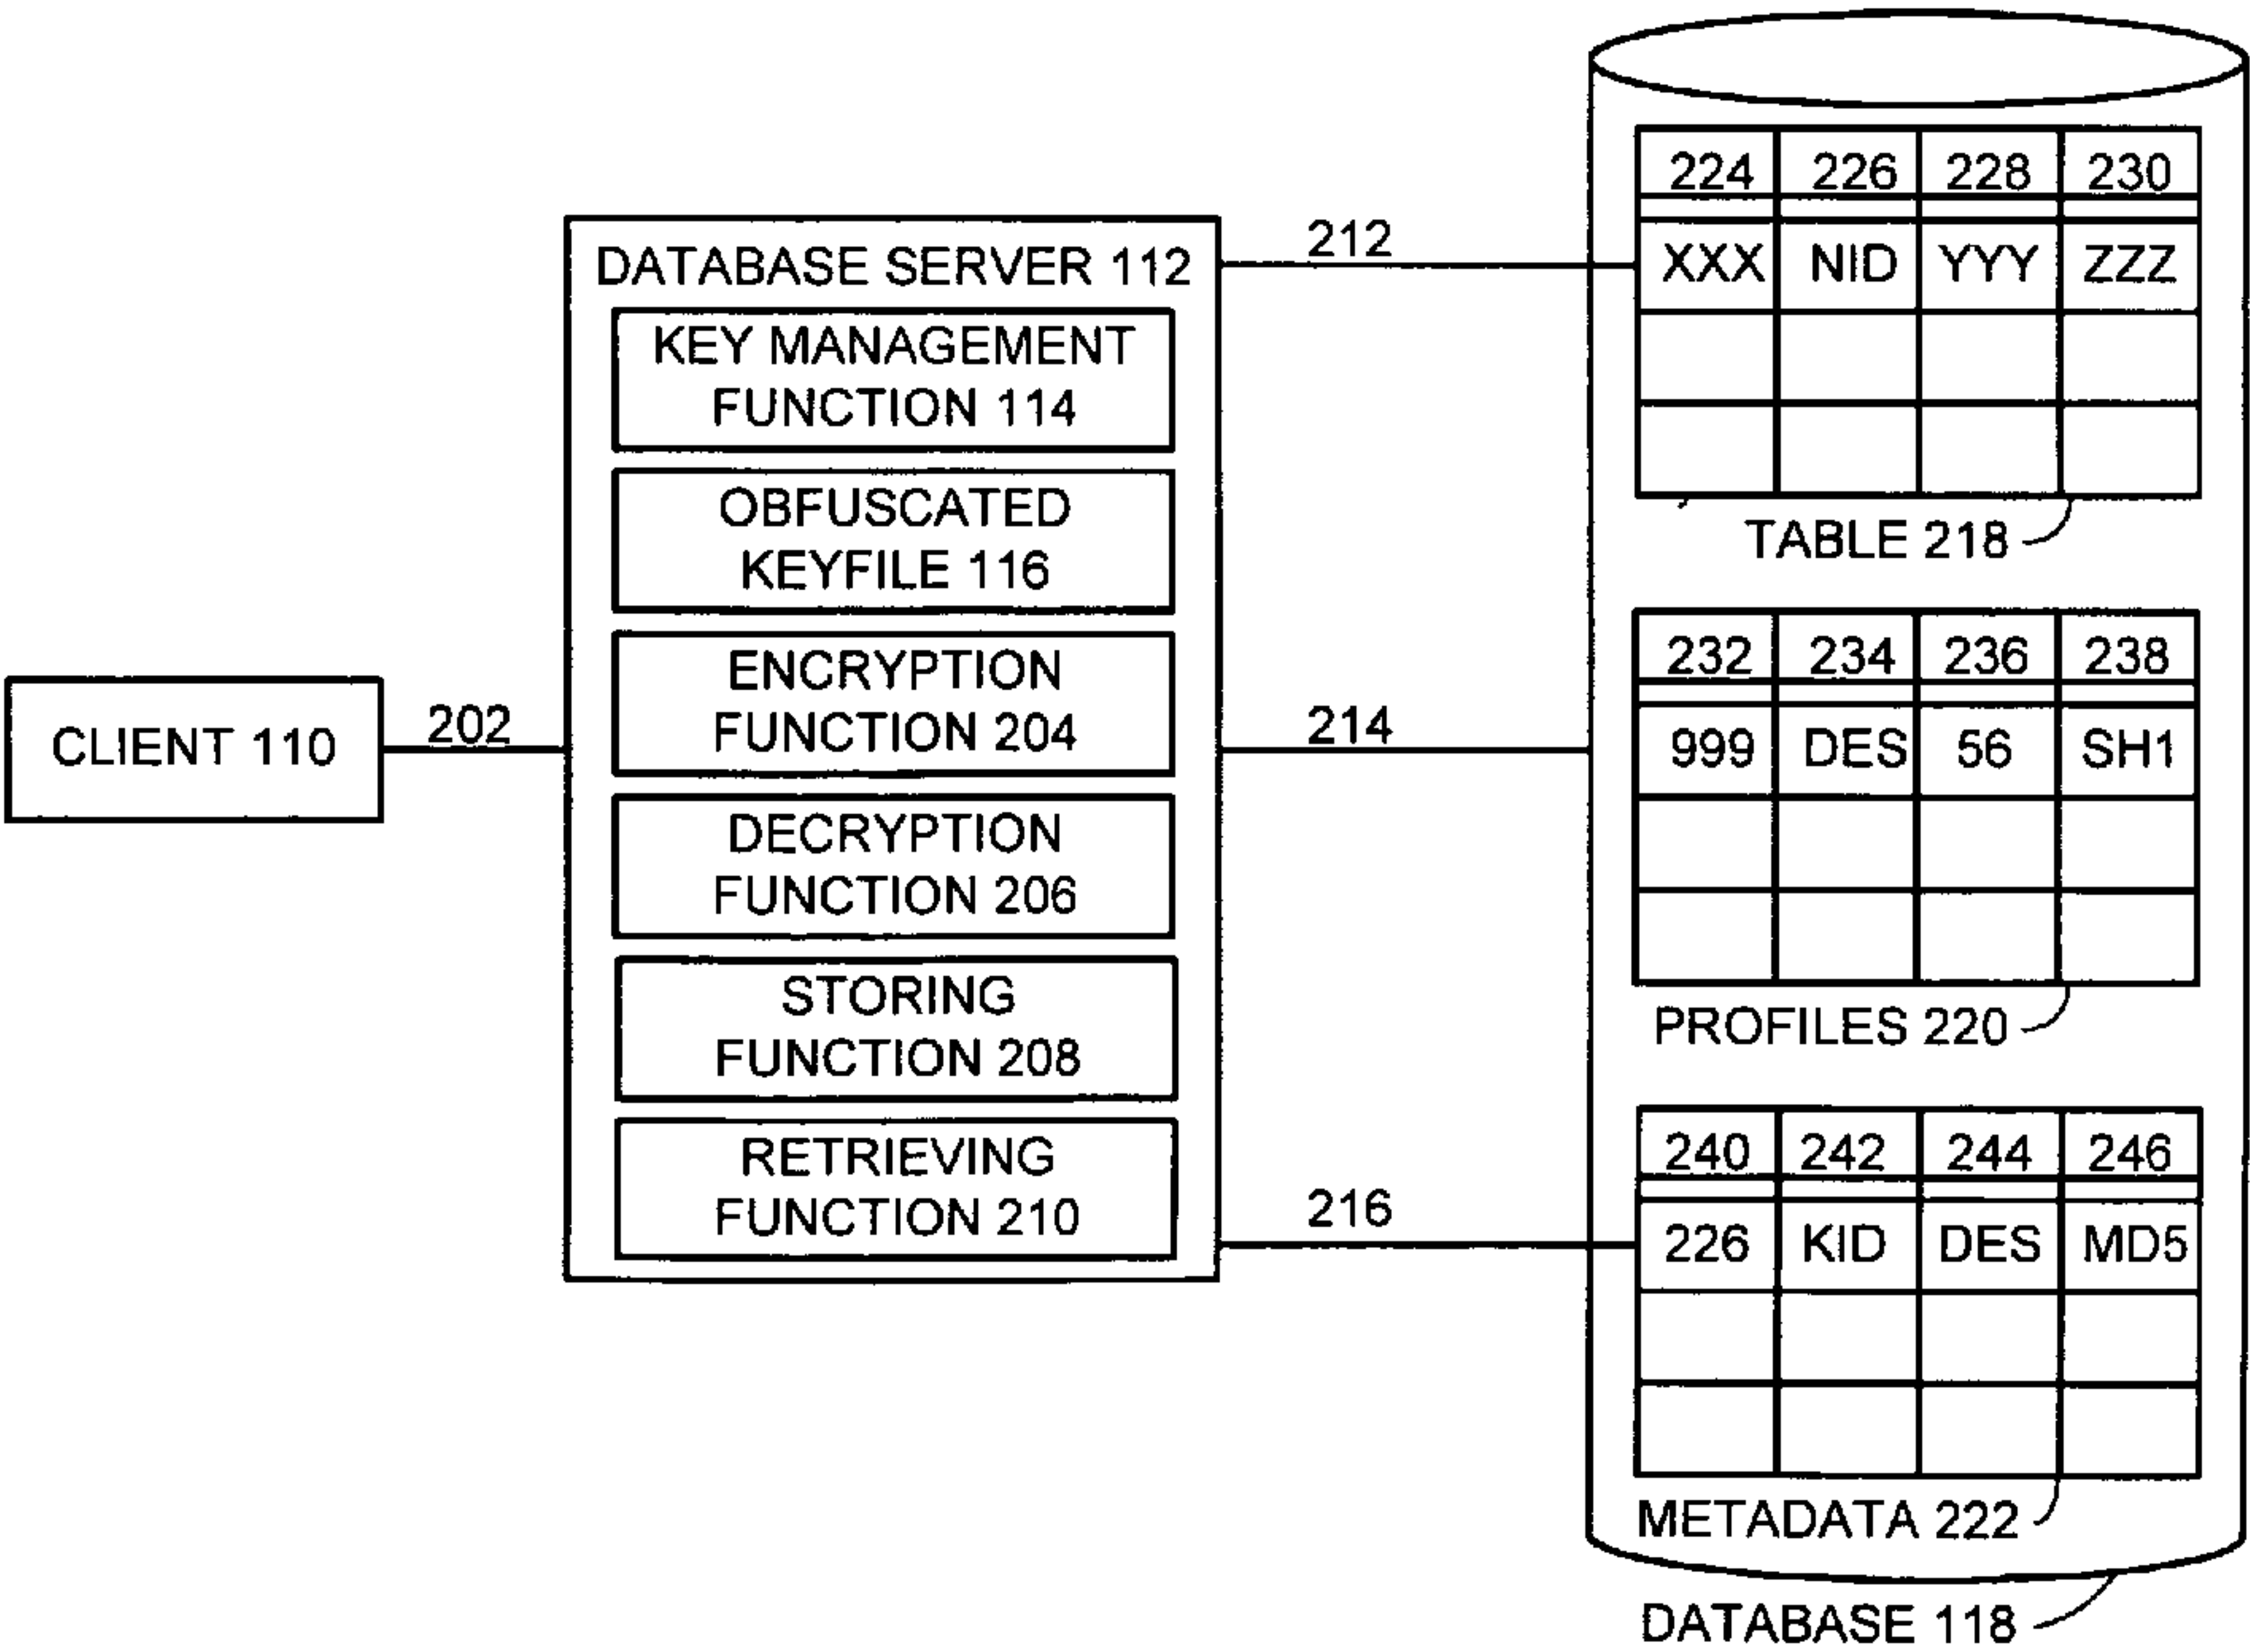 CLIENT 110
202
DATABASE SERVER 112
KEY MANAGEMENT
FUNCTION 114
OBFUSCATED
KEYFILE 116
ENCRYPTION
FUNCTION 204
DECRYPTION
FUNCTION 206
STORING
FUNCTION 208
RETRIEVING
FUNCTION 210
212
214
216
224 226 228 230
XXX NID YYY ZZZ
TABLE 218
232 234 236 238
999 DES 56 SH1
PROFILES 220
240 242 244 246
226 KID DES MD5
METADATA 222
DATABASE 118